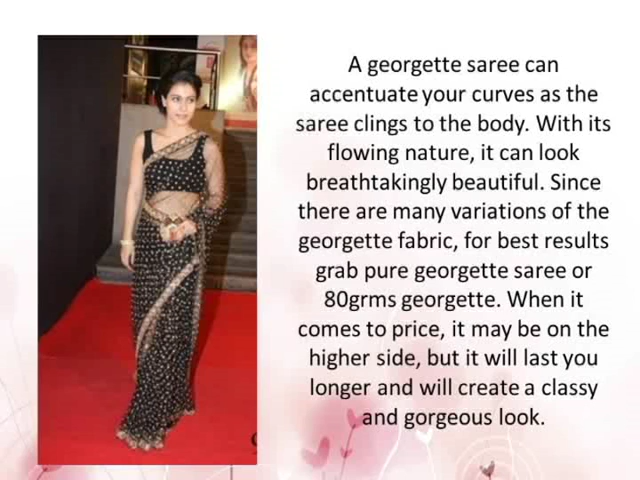 A georgette saree can
accentuate your curves as the
saree clings to the body. With its
flowing nature, it can look
breathtakingly beautiful. Since
there are many variations of the
georgette fabric, for best results
grab pure georgette saree or
80grms georgette. When it
comes to price, it may be on the
higher side, but it will last you
longer and will create a classy
and gorgeous look.